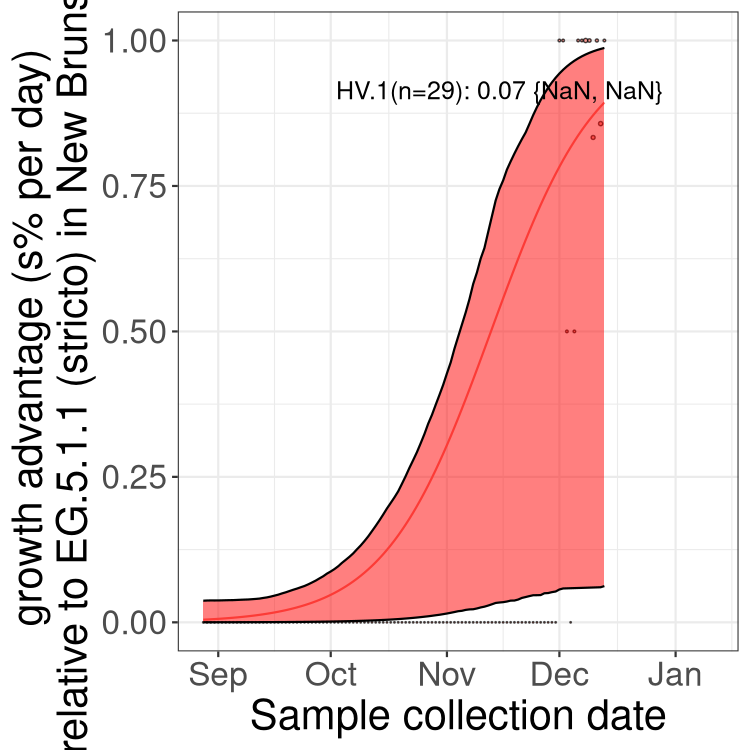 growth advantage (s% per day)
relative to EG.5.1.1 (stricto) in New Bruns
1.00
0.75
0.50
0.25
0.00
HV.1(n=29): 0.07 {NaN, NaN}
Sep Oct Nov Dec Jan
Sample collection date